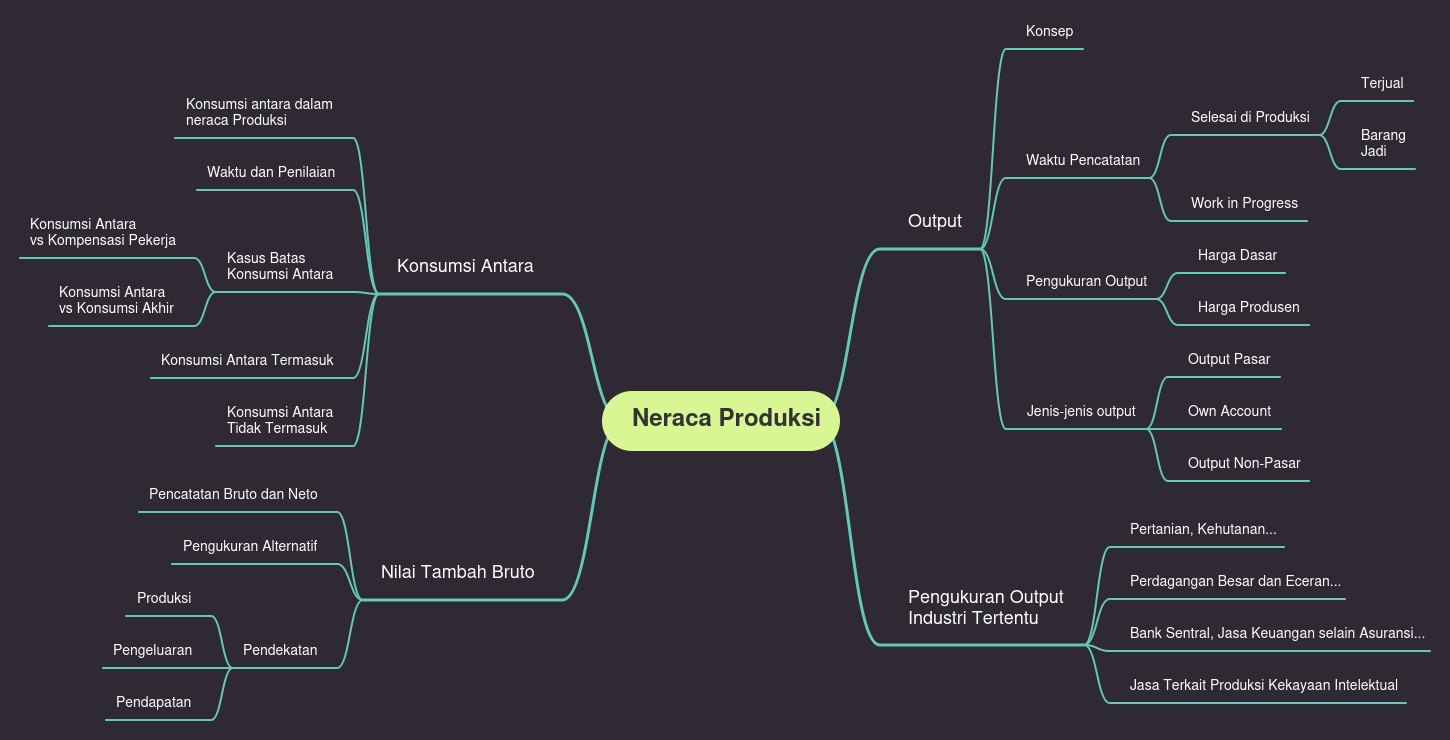 Neraca Produksi
Output
Konsep
Waktu Pencatatan
Selesai di Produksi
Terjual
Barang
Jadi
Work in Progress
Pengukuran Output
Harga Dasar
Harga Produsen
Jenis-jenis output
Output Pasar
Own Account
Output Non-Pasar
Pengukuran Output
Industri Tertentu
Pertanian, Kehutanan...
Perdagangan Besar dan Eceran...
Bank Sentral, Jasa Keuangan selain Asuransi...
Jasa Terkait Produksi Kekayaan Intelektual
Konsumsi Antara
Konsumsi antara dalam
neraca Produksi
Waktu dan Penilaian
Kasus Batas
Konsumsi Antara
Konsumsi Antara
vs Kompensasi Pekerja
Konsumsi Antara
vs Konsumsi Akhir
Konsumsi Antara Termasuk
Konsumsi Antara
Tidak Termasuk
Nilai Tambah Bruto
Pencatatan Bruto dan Neto
Pengukuran Alternatif
Pendekatan
Produksi
Pengeluaran
Pendapatan